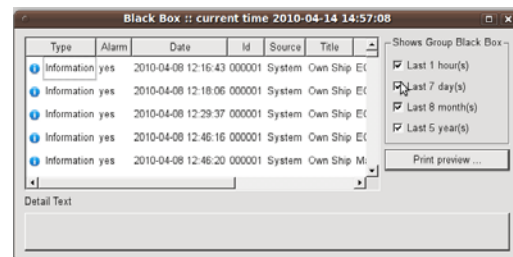 Black Box :: current time 2010-04-14 14:57:08
Type Alarm Date Id Source Title
Information yes 2010-04-08 12:16:43 000001 System Own Ship
Information yes 2010-04-08 12:18:06 000001 System Own Ship
Information yes 2010-04-08 12:29:37 000001 System Own Ship
Information yes 2010-04-08 12:46:16 000001 System Own Ship
Information yes 2010-04-08 12:46:20 000001 System Own Ship
Shows Group Black Box
Last 1 hour(s)
Last 7 day(s)
Last 8 month(s)
Last 5 year(s)
Print preview ...
Detail Text